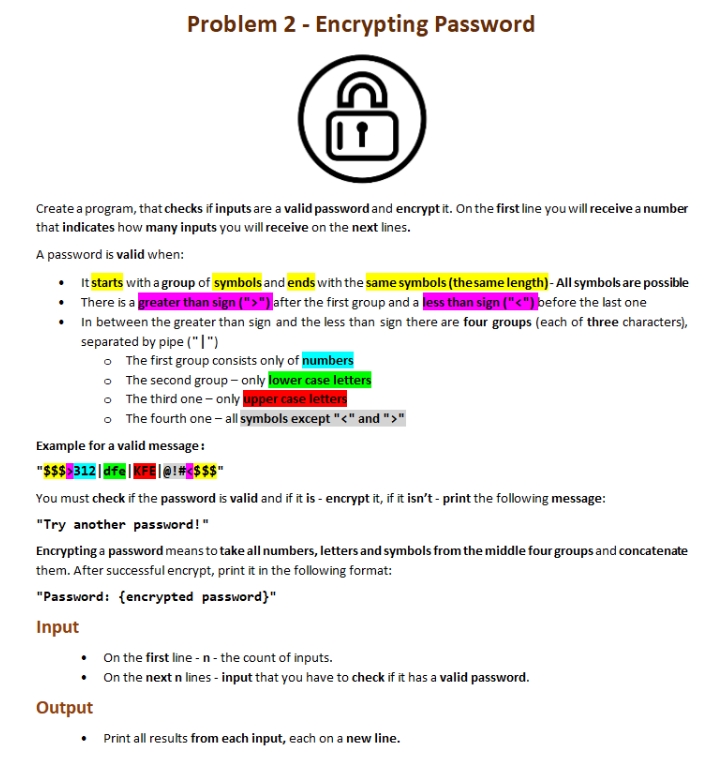 Problem 2 - Encrypting Password
Create a program, that checks if inputs are a valid password and encrypt it. On the first line you will receive a number
that indicates how many inputs you will receive on the next lines.
A password is valid when:
• It starts with a group of symbols and ends with the same symbols (the same length)- All symbols are possible
• There is a greater than sign (">") after the first group and a less than sign ("<") before the last one
• In between the greater than sign and the less than sign there are four groups (each of three characters),
separated by pipe ("|")
o The first group consists only of numbers
o The second group – only lower case letters
o The third one – only upper case letters
o The fourth one – all symbols except "<" and ">"
Example for a valid message:
"$$$>312|dfe|KFE|@!#<$$$"
You must check if the password is valid and if it is - encrypt it, if it isn't - print the following message:
"Try another password!"
Encrypting a password means to take all numbers, letters and symbols from the middle four groups and concatenate
them. After successful encrypt, print it in the following format:
"Password: {encrypted password}"
Input
• On the first line - n - the count of inputs.
• On the next n lines - input that you have to check if it has a valid password.
Output
• Print all results from each input, each on a new line.